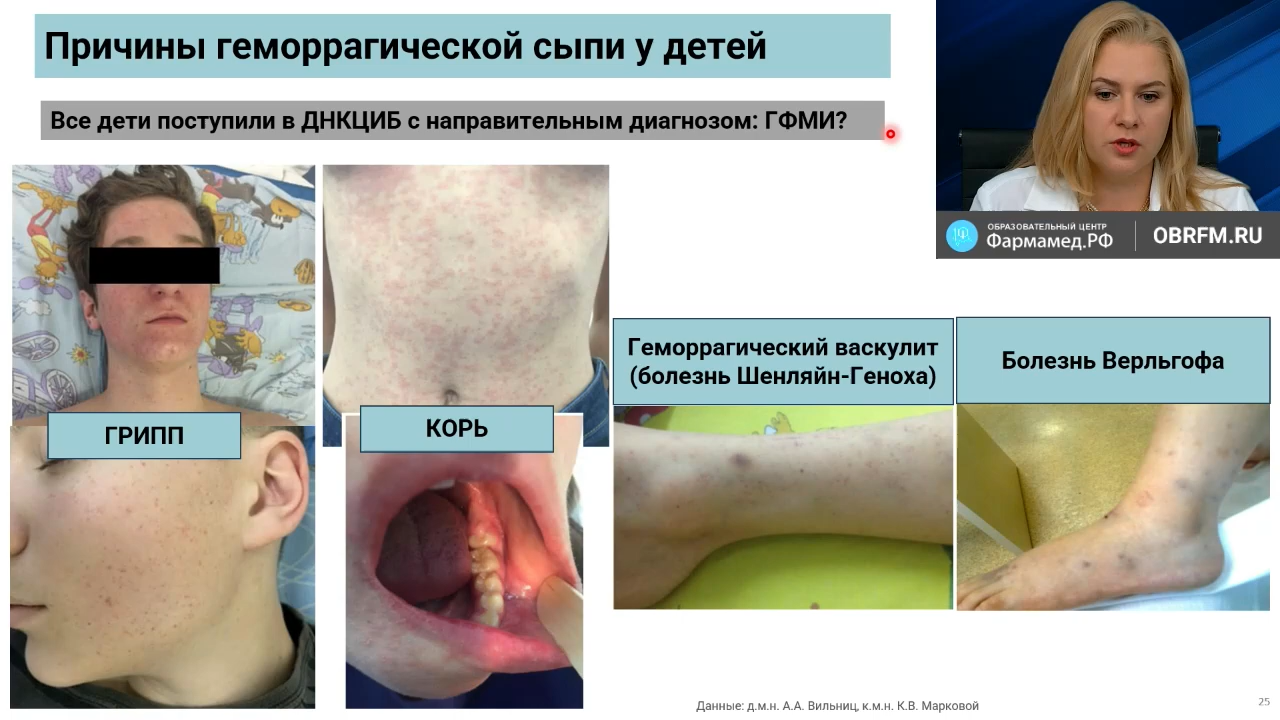 Причины геморрагической сыпи у детей
Все дети поступили в ДНКЦИБ с направительным диагнозом: ГФМИ?
ОБРАЗОВАТЕЛЬНЫЙ ЦЕНТР
Фармамед.РФ
OBRFM.RU
Геморрагический васкулит
(болезнь Шенляйн-Геноха)
Болезнь Верльгофа
ГРИПП
КОРЬ
Данные: д.м.н. А.А. Вильниц, к.м.н. К.В. Марковой
25